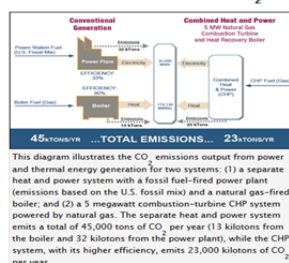 Conventional
Generation
Combined Heat and Power
5 MW Natural Gas
Combustion Turbine
and Heat Recovery Boiler
Emissions
32 kTons
Power Station Fuel
(U.S. Fossil Mix)
Power Plant
Electricity
Electricity
EFFICIENCY:
EFFICIENCY:
Combined
Heat
& Power
(CHP)
CHP Fuel (Gas)
Boiler Fuel (Gas)
Boiler
Heat
Heat
Emissions
Emissions
45kTONS/YR ...TOTAL EMISSIONS... 23kTONS/YR
This diagram illustrates the CO2 emissions output from power
and thermal energy generation for two systems: (1) a separate
heat and power system with a fossil fuel-fired power plant
(emissions based on the U.S. fossil mix) and a natural gas-fired
boiler; and (2) a 5 megawatt combustion-turbine CHP system
powered by natural gas. The separate heat and power system
emits a total of 45,000 tons of CO2 per year (13 kilotons from
the boiler and 32 kilotons from the power plant), while the CHP
system, with its higher efficiency, emits 23,000 kilotons of CO2
per year